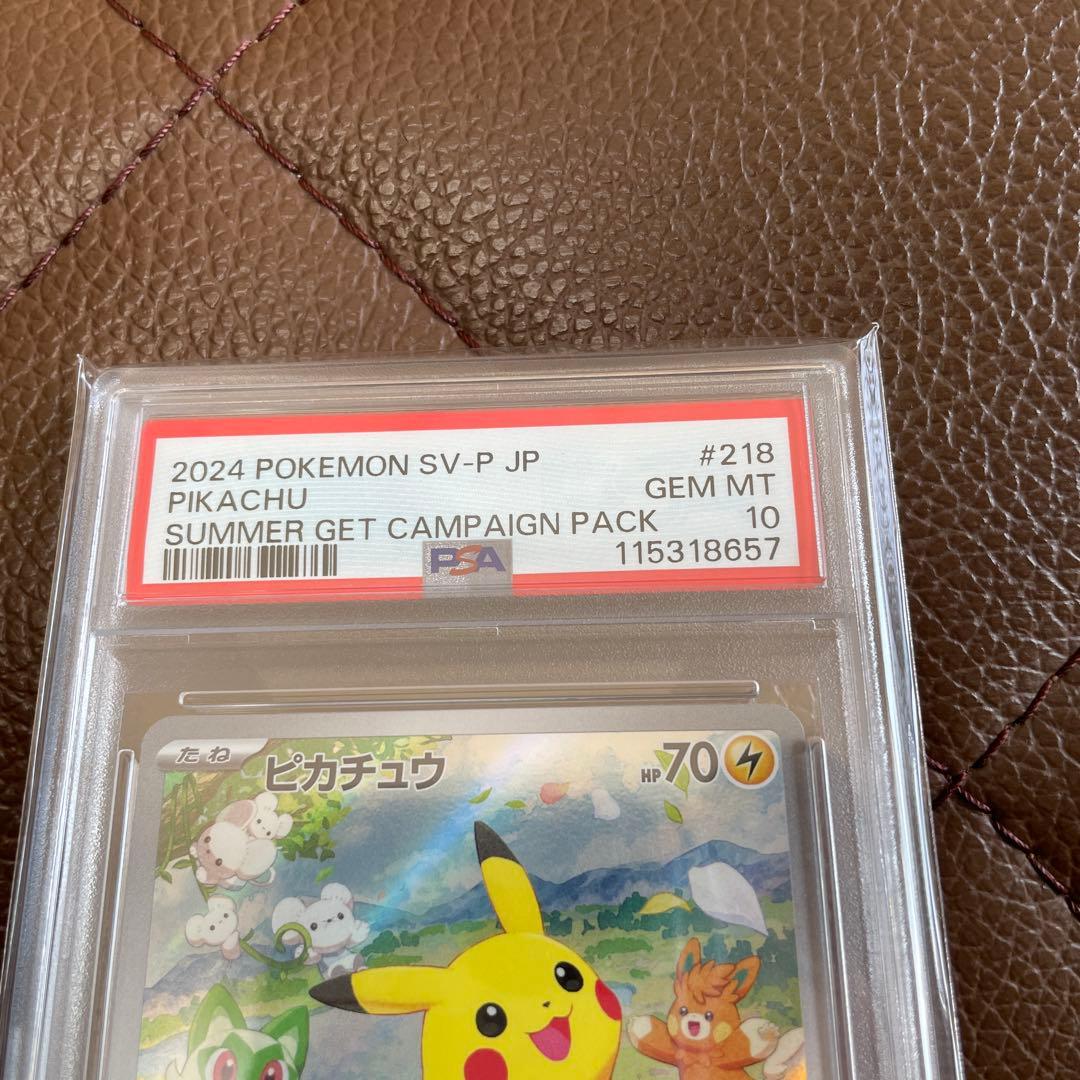 2024 POKEMON SV-P JP #218
PIKACHU GEM MT
SUMMER GET CAMPAIGN PACK 10
115318657
PSA
たね ピカチュウ HP70